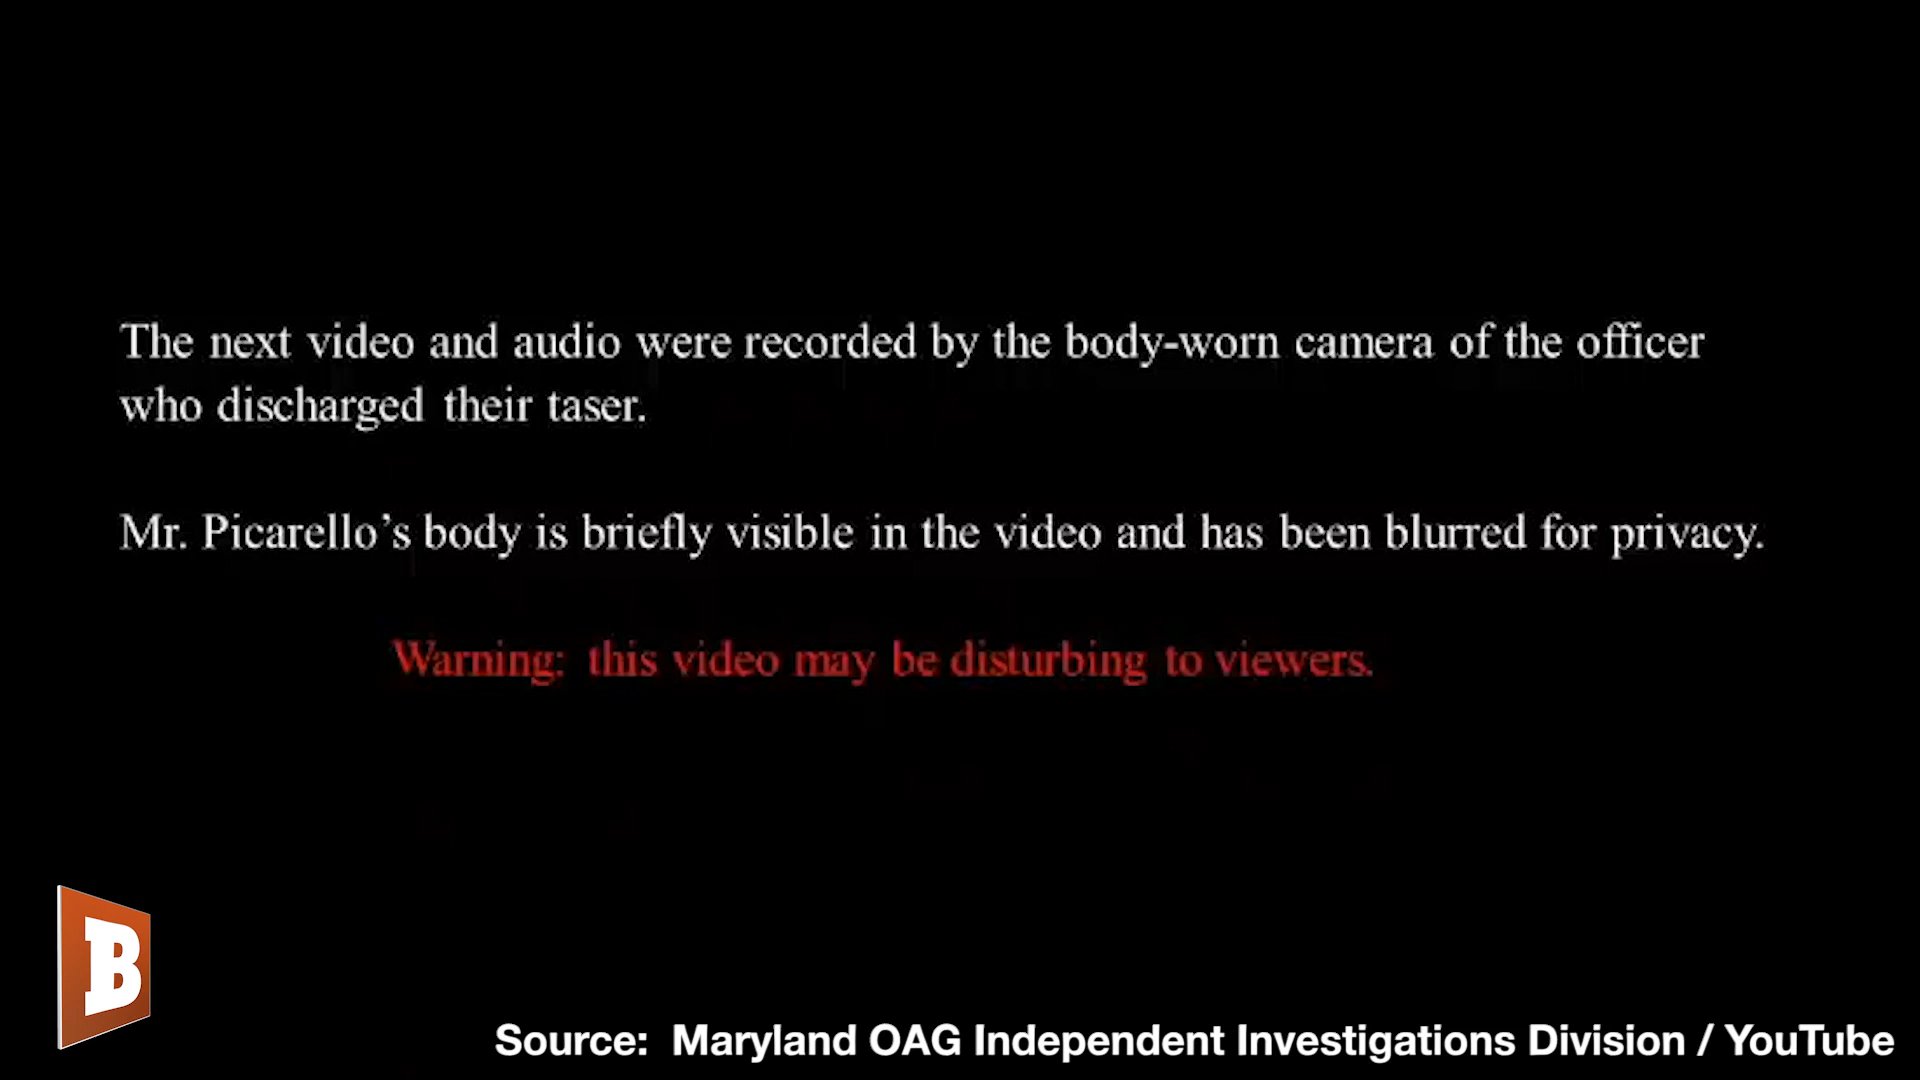 The next video and audio were recorded by the body-worn camera of the officer
who discharged their taser.
Mr. Picarello’s body is briefly visible in the video and has been blurred for privacy.
Warning: this video may be disturbing to viewers.
B
Source: Maryland OAG Independent Investigations Division / YouTube